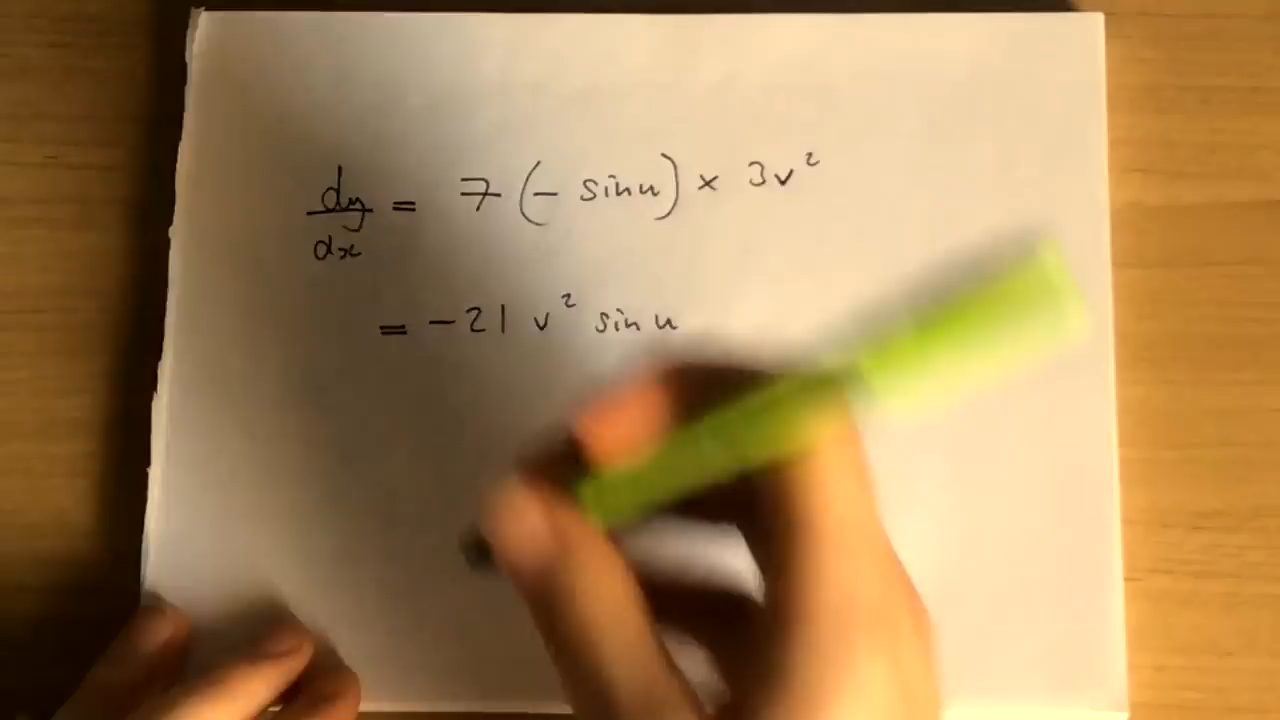 dy/dx = 7 (- sin u) × 3v²
= -21 v² sin u